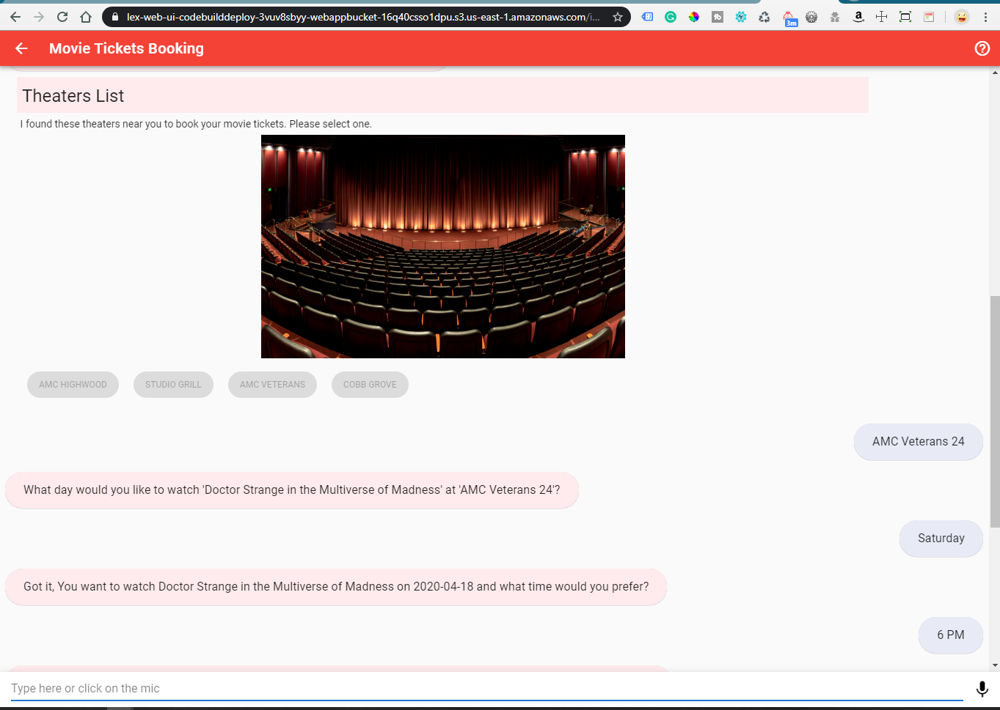 lex-web-ui-codebuilddeploy-3vuv8sbyy-webappbucket-16q40csso1dpu.s3.us-east-1.amazonaws.com/i...
3m
Movie Tickets Booking
Theaters List
I found these theaters near you to book your movie tickets. Please select one.
AMC HIGHWOOD STUDIO GRILL AMC VETERANS COBB GROVE
AMC Veterans 24
What day would you like to watch 'Doctor Strange in the Multiverse of Madness' at 'AMC Veterans 24'?
Saturday
Got it, You want to watch Doctor Strange in the Multiverse of Madness on 2020-04-18 and what time would you prefer?
6 PM
Type here or click on the mic